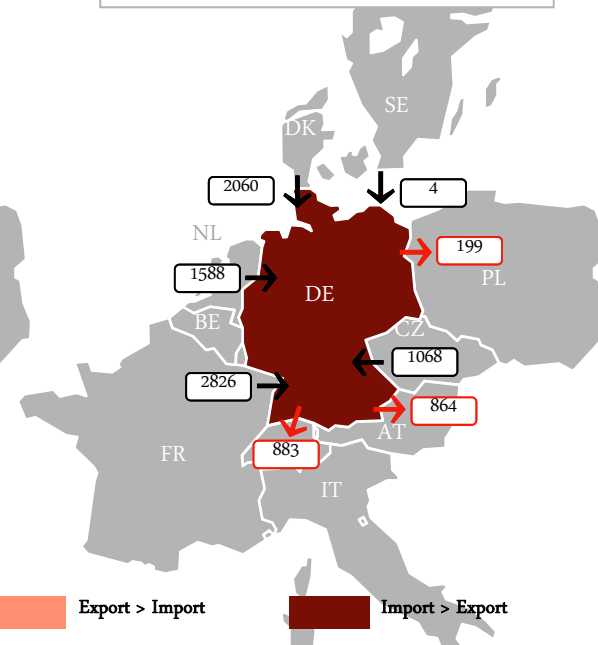 SE
DK
2060
4
NL
199
1588
PL
DE
BE
CZ
1068
2826
864
AT
883
FR
IT
Export > Import
Import > Export